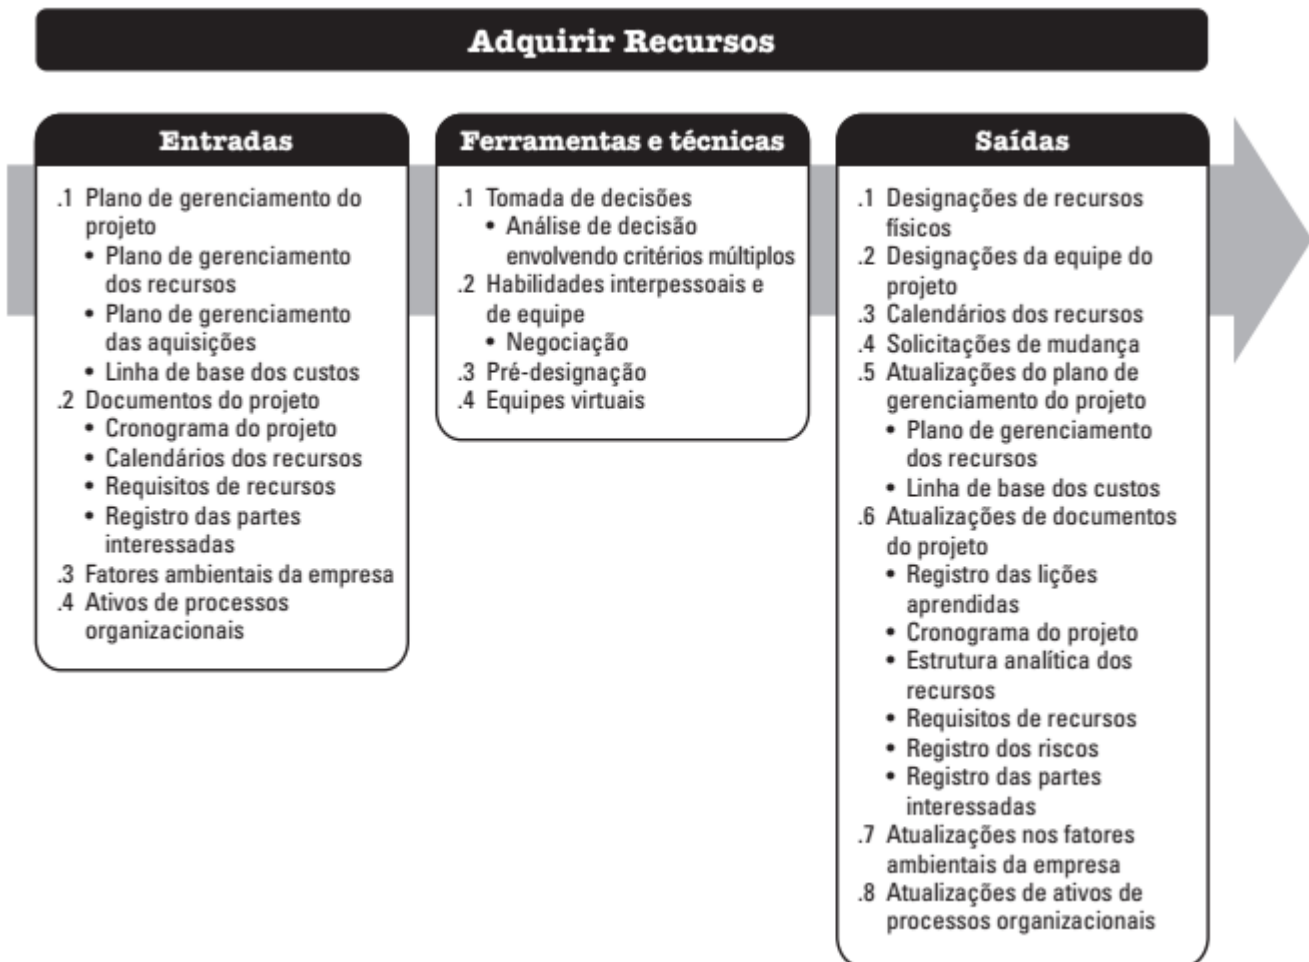 Adquirir Recursos
Entradas
.1 Plano de gerenciamento do
projeto
• Plano de gerenciamento
dos recursos
• Plano de gerenciamento
das aquisições
• Linha de base dos custos
.2 Documentos do projeto
• Cronograma do projeto
• Calendários dos recursos
• Requisitos de recursos
• Registro das partes
interessadas
.3 Fatores ambientais da empresa
.4 Ativos de processos
organizacionais
Ferramentas e técnicas
.1 Tomada de decisões
• Análise de decisão
envolvendo critérios múltiplos
.2 Habilidades interpessoais e
de equipe
• Negociação
.3 Pré-designação
.4 Equipes virtuais
Saídas
.1 Designações de recursos
físicos
.2 Designações da equipe do
projeto
.3 Calendários dos recursos
.4 Solicitações de mudança
.5 Atualizações do plano de
gerenciamento do projeto
• Plano de gerenciamento
dos recursos
• Linha de base dos custos
.6 Atualizações de documentos
do projeto
• Registro das lições
aprendidas
• Cronograma do projeto
• Estrutura analítica dos
recursos
• Requisitos de recursos
• Registro dos riscos
• Registro das partes
interessadas
.7 Atualizações nos fatores
ambientais da empresa
.8 Atualizações de ativos de
processos organizacionais